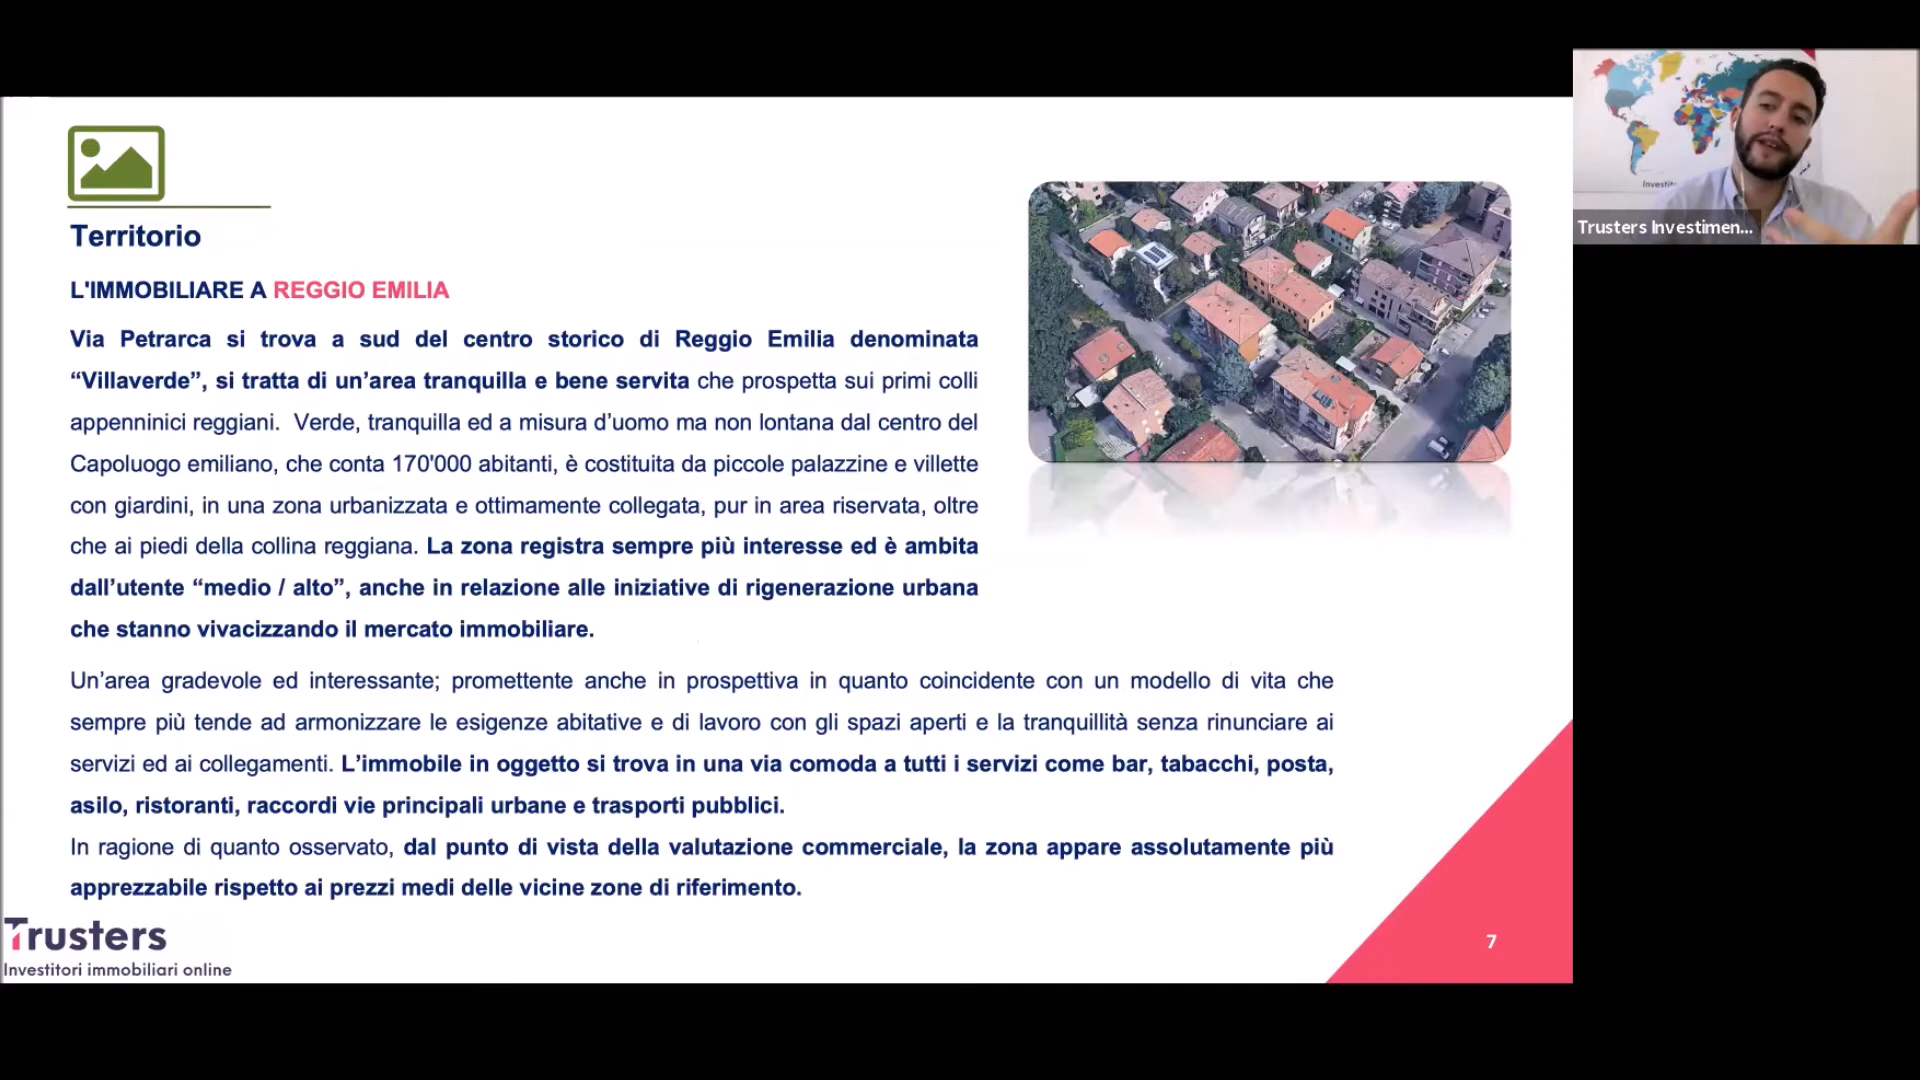 Territorio
L'IMMOBILIARE A REGGIO EMILIA
Via Petrarca si trova a sud del centro storico di Reggio Emilia denominata
“Villaverde”, si tratta di un’area tranquilla e bene servita che prospetta sui primi colli
appenninici reggiani. Verde, tranquilla ed a misura d’uomo ma non lontana dal centro del
Capoluogo emiliano, che conta 170'000 abitanti, è costituita da piccole palazzine e villette
con giardini, in una zona urbanizzata e ottimamente collegata, pur in area riservata, oltre
che ai piedi della collina reggiana. La zona registra sempre più interesse ed è ambita
dall’utente “medio / alto”, anche in relazione alle iniziative di rigenerazione urbana
che stanno vivacizzando il mercato immobiliare.
Un’area gradevole ed interessante; promettente anche in prospettiva in quanto coincidente con un modello di vita che
sempre più tende ad armonizzare le esigenze abitative e di lavoro con gli spazi aperti e la tranquillità senza rinunciare ai
servizi ed ai collegamenti. L’immobile in oggetto si trova in una via comoda a tutti i servizi come bar, tabacchi, posta,
asilo, ristoranti, raccordi vie principali urbane e trasporti pubblici.
In ragione di quanto osservato, dal punto di vista della valutazione commerciale, la zona appare assolutamente più
apprezzabile rispetto ai prezzi medi delle vicine zone di riferimento.
Trusters
Investitori immobiliari online
7
Trusters Investimen...